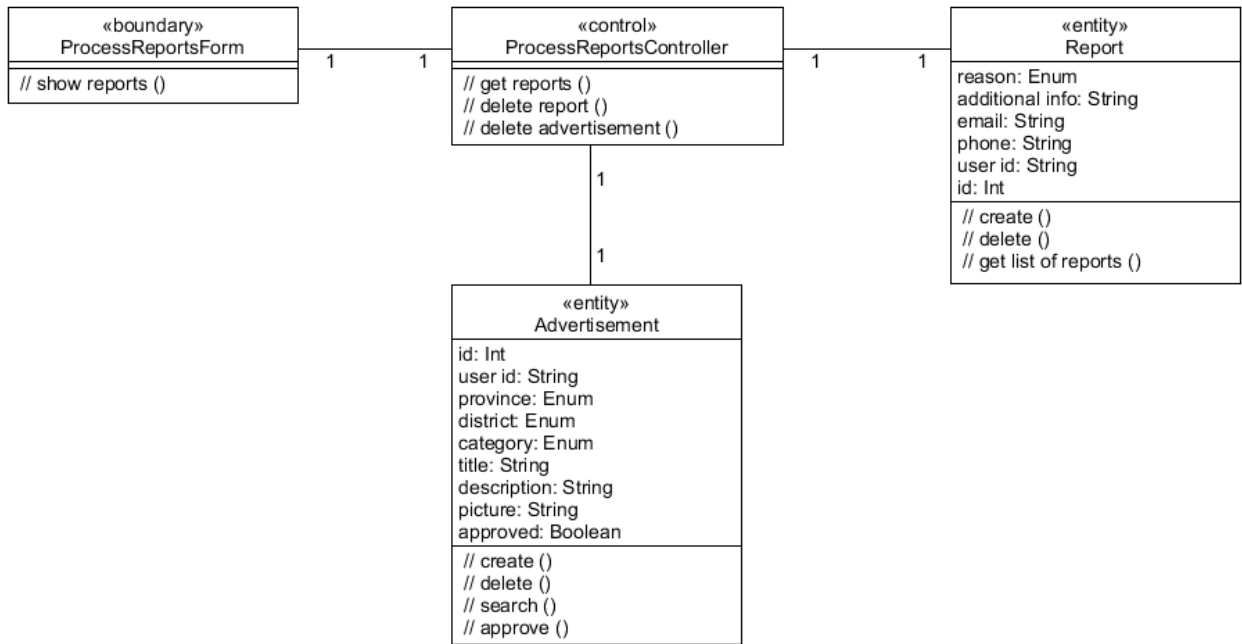 «boundary»
ProcessReportsForm
// show reports ()
1
1
«control»
ProcessReportsController
// get reports ()
// delete report ()
// delete advertisement ()
1
1
«entity»
Report
reason: Enum
additional info: String
email: String
phone: String
user id: String
id: Int
// create ()
// delete ()
// get list of reports ()
1
1
«entity»
Advertisement
id: Int
user id: String
province: Enum
district: Enum
category: Enum
title: String
description: String
picture: String
approved: Boolean
// create ()
// delete ()
// search ()
// approve ()